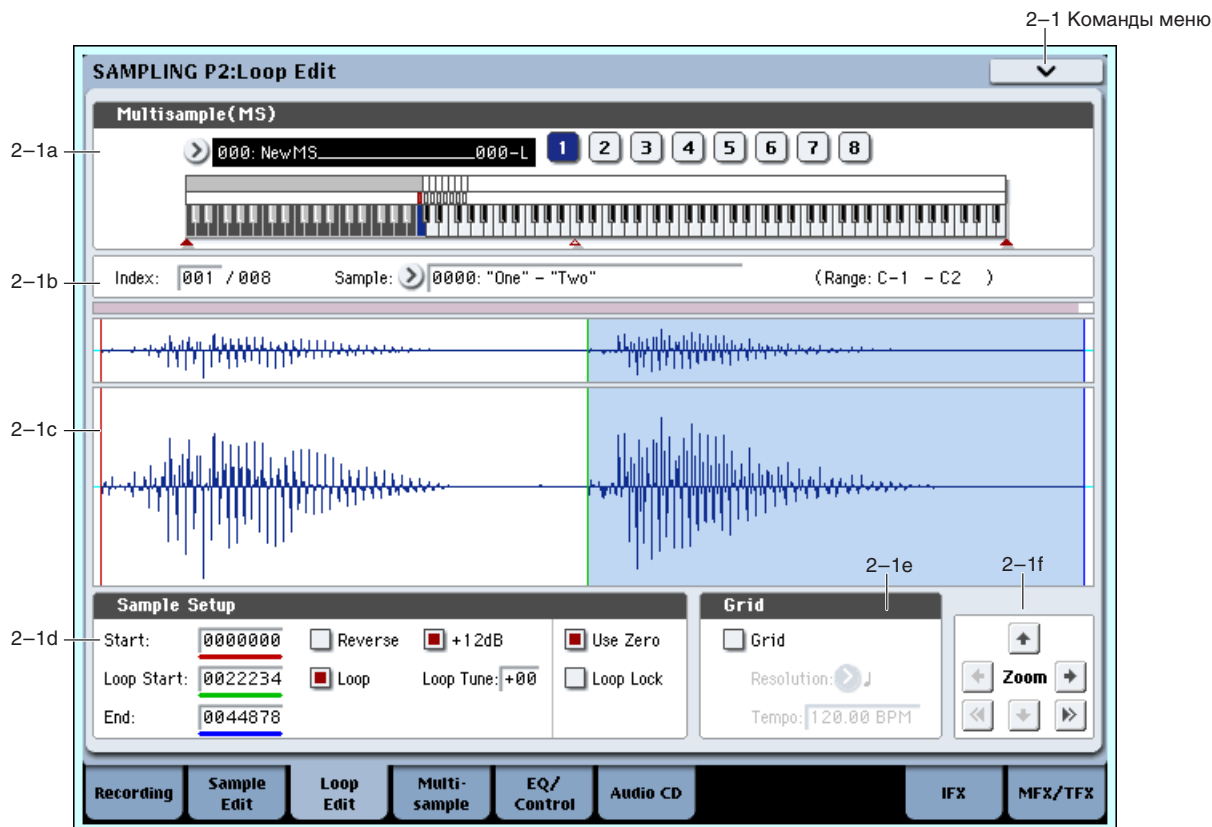 2–1 Команды меню
SAMPLING P2:Loop Edit
Multisample(MS)
2–1a
000: NewMS_________________000-L
1 2 3 4 5 6 7 8
2–1b
Index: 001 /008 Sample: 0000: "One" - "Two" (Range: C-1 - C2 )
2–1c
2–1e
2–1f
Sample Setup
Grid
2–1d
Start: 0000000 Reverse +12dB Use Zero
Grid
Loop Start: 0022234 Loop Loop Tune: +00 Loop Lock
Resolution: ♩
Zoom
End: 0044878
Tempo: 120.00 BPM
Recording
Sample Edit
Loop Edit
Multi-sample
EQ/Control
Audio CD
IFX
MFX/TFX